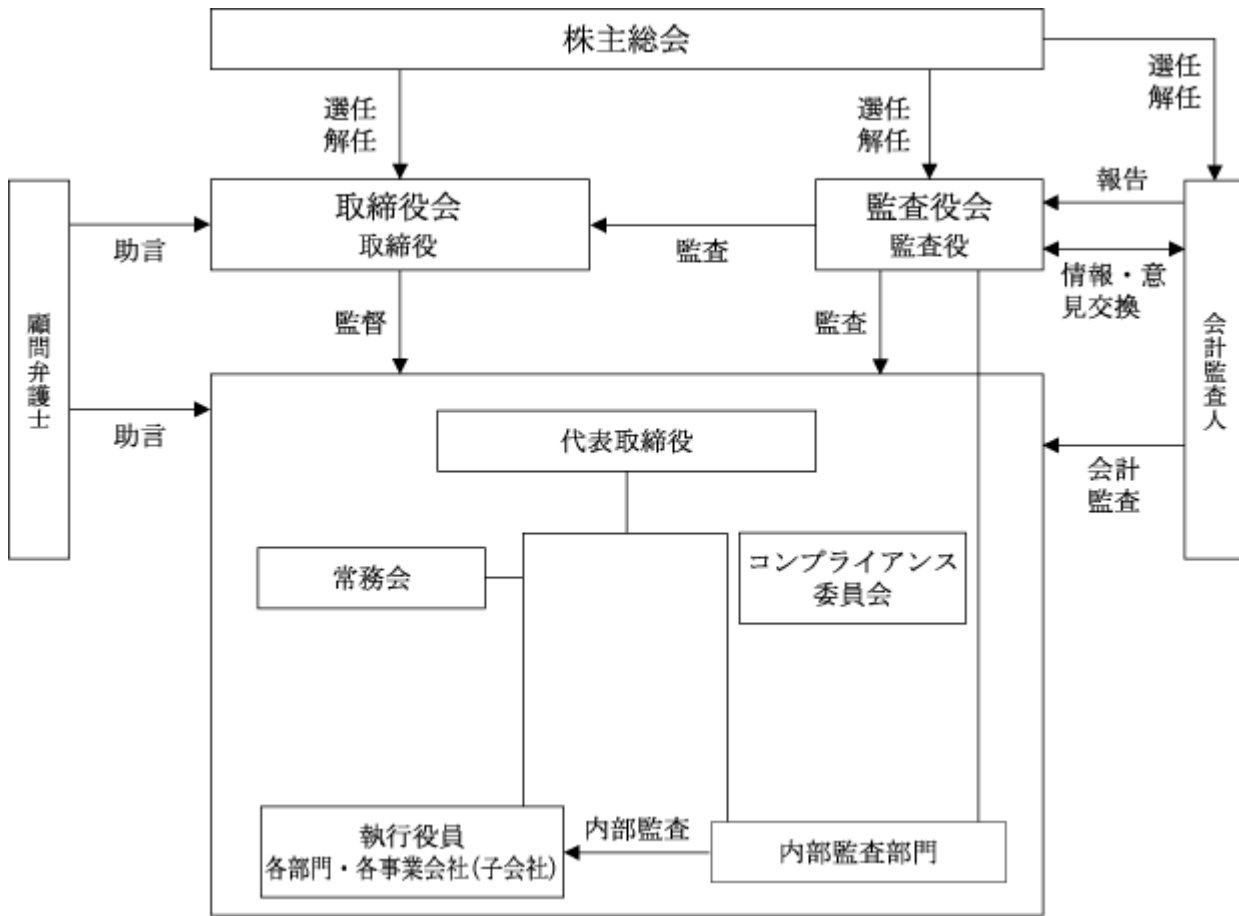 株主総会
選任
解任
選任
解任
選任
解任
取締役会
取締役
監査役会
監査役
報告
助言
監査
情報・意
見交換
顧問弁護士
監督
監査
会計監査人
助言
代表取締役
会計
監査
常務会
コンプライアンス
委員会
執行役員
各部門・各事業会社(子会社)
内部監査
内部監査部門